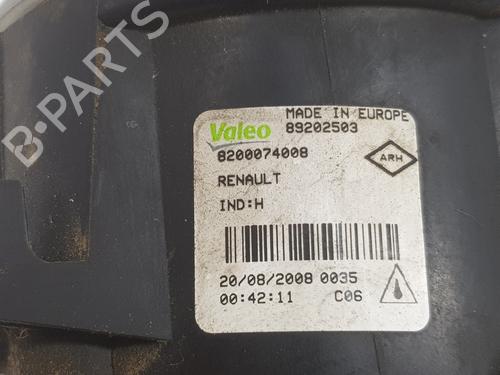 MADE IN EUROPE
Valeo 89202503
8200074008
ARH
RENAULT
IND:H
20/08/2008 0035
00:42:11 C06
B-PARTS